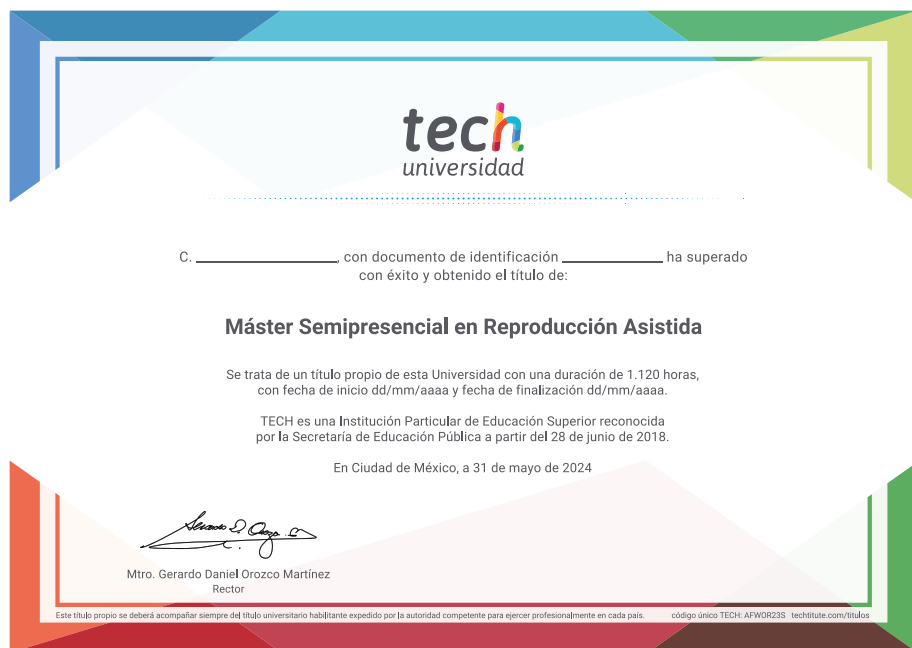 tech
universidad
C. ____________, con documento de identificación ____________ ha superado
con éxito y obtenido el título de:
Máster Semipresencial en Reproducción Asistida
Se trata de un título propio de esta Universidad con una duración de 1.120 horas,
con fecha de inicio dd/mm/aaaa y fecha de finalización dd/mm/aaaa.
TECH es una Institución Particular de Educación Superior reconocida
por la Secretaría de Educación Pública a partir del 28 de junio de 2018.
En Ciudad de México, a 31 de mayo de 2024
Mtro. Gerardo Daniel Orozco Martínez
Rector
Este título propio se deberá acompañar siempre del título universitario habilitante expedido por la autoridad competente para ejercer profesionalmente en cada país. código único TECH: AFWOR23S techtitute.com/titulos